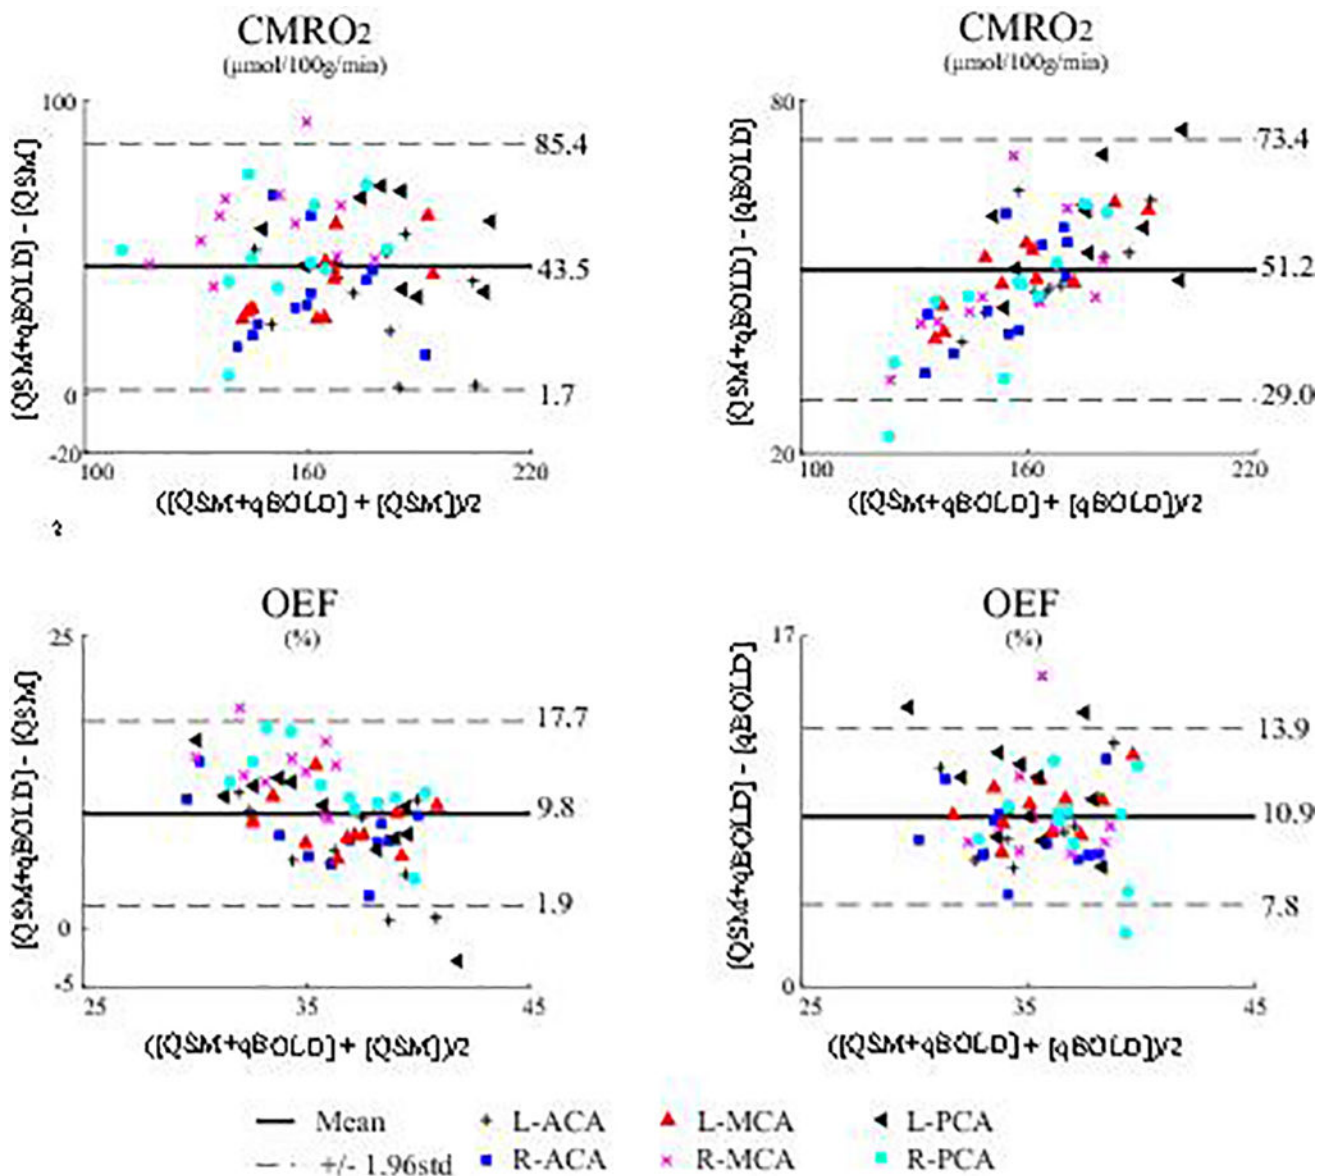 CMRO2
(μmol/100g/min)
[QSM+qBOLD] - [QSM]
100
85.4
43.5
1.7
0
-20
100
160
220
([QSM+qBOLD] + [QSM])/2
CMRO2
(μmol/100g/min)
[QSM+qBOLD] - [qBOLD]
80
73.4
51.2
29.0
20
100
160
220
([QSM+qBOLD] + [qBOLD])/2
OEF
(%)
[QSM+qBOLD] - [QSM]
25
17.7
9.8
1.9
0
-5
25
35
45
([QSM+qBOLD] + [QSM])/2
OEF
(%)
[QSM+qBOLD] - [qBOLD]
17
13.9
10.9
7.8
0
25
35
45
([QSM+qBOLD] + [qBOLD])/2
Mean L-ACA L-MCA L-PCA
+/- 1.96std R-ACA R-MCA R-PCA